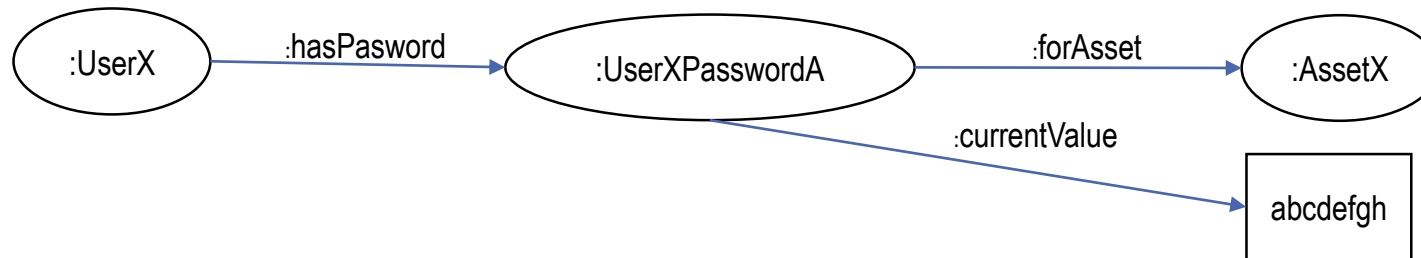 :UserX
:hasPasword
:UserXPasswordA
:forAsset
:AssetX
:currentValue
abcdefgh